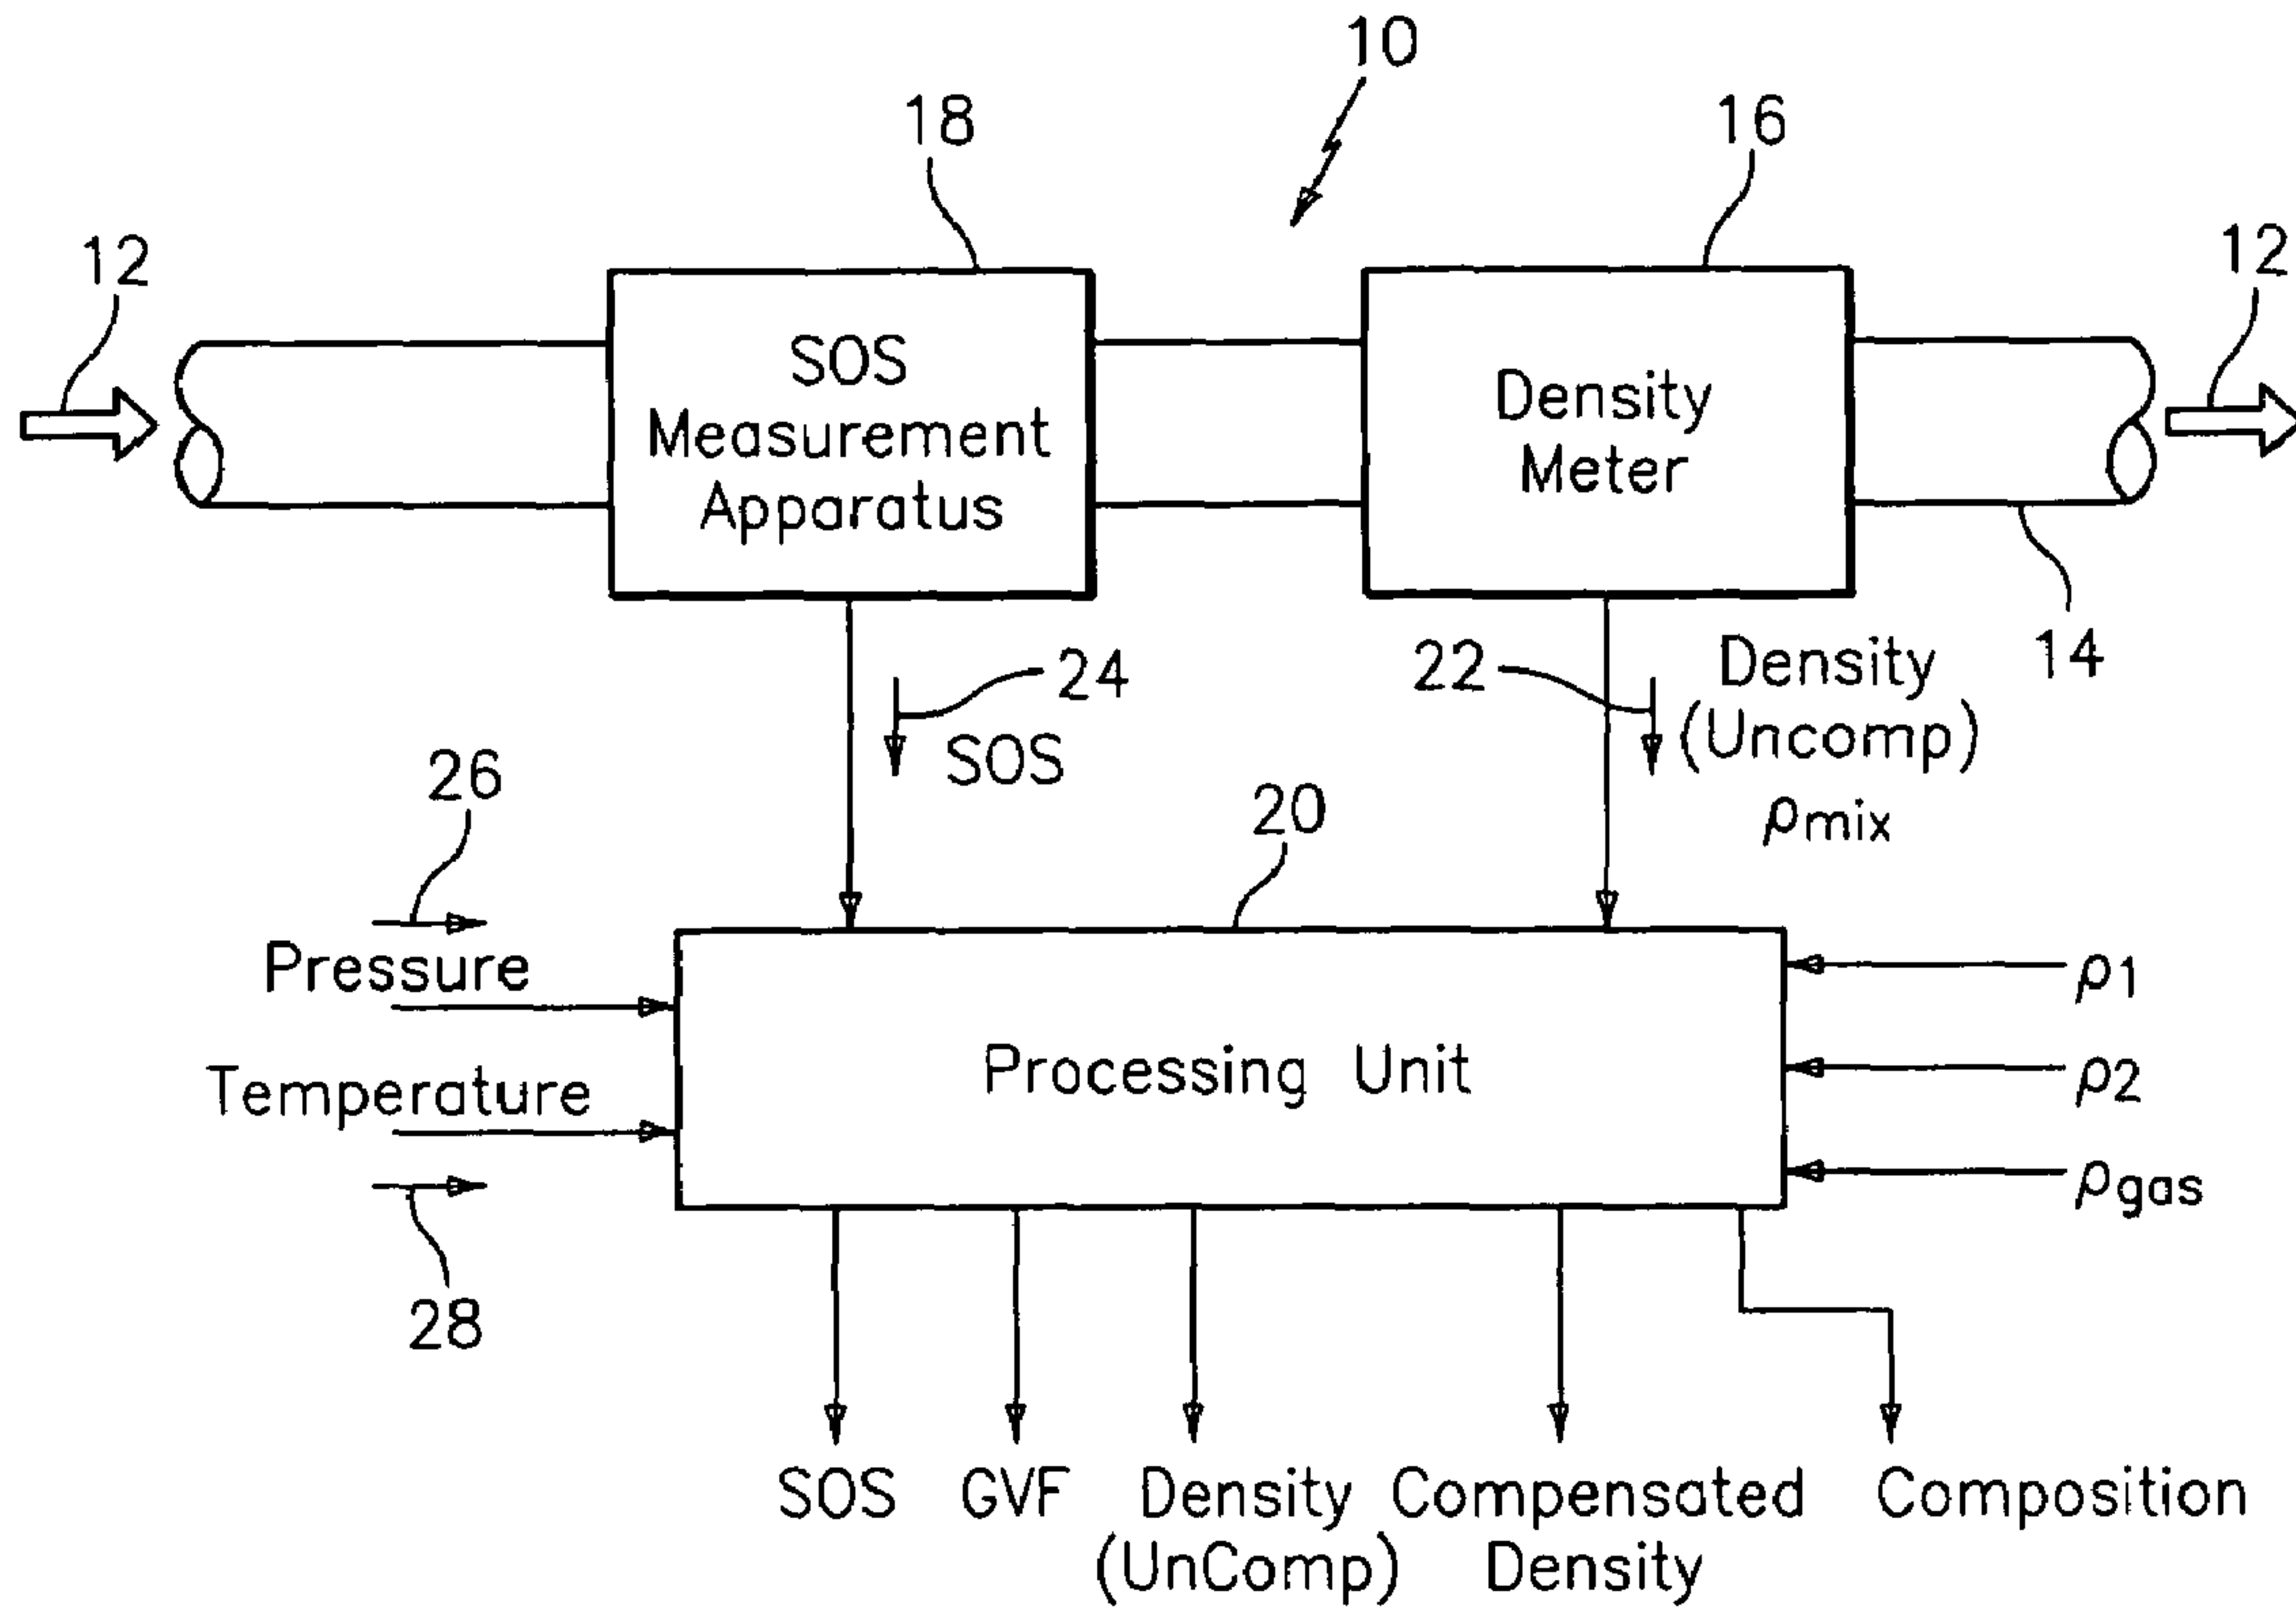 10
18
16
12
12
SOS
Measurement
Apparatus
Density
Meter
14
24
SOS
22
Density
(Uncomp)
ρmix
26
20
Pressure
Temperature
28
Processing Unit
ρ1
ρ2
ρgas
SOS
GVF
Density
(UnComp)
Compensated
Density
Composition